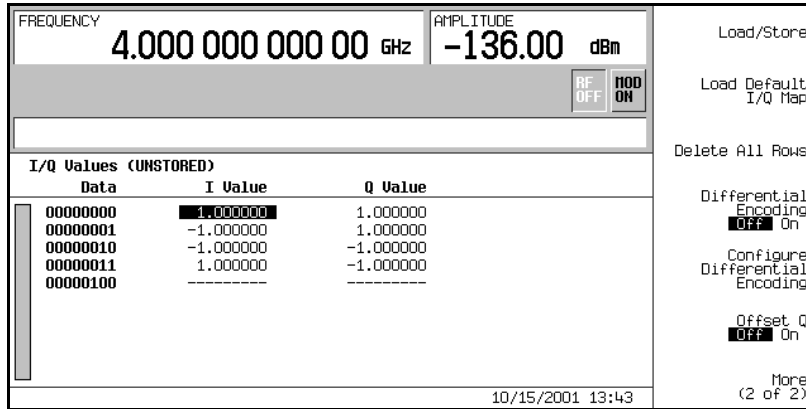 FREQUENCY
4.000 000 000 00 GHz
AMPLITUDE
-136.00 dBm
RF OFF
MOD ON
I/Q Values (UNSTORED)
Data I Value Q Value
00000000 1.000000 1.000000
00000001 -1.000000 1.000000
00000010 -1.000000 -1.000000
00000011 1.000000 -1.000000
00000100 --------- ---------
10/15/2001 13:43
Load/Store
Load Default
I/Q Map
Delete All Rows
Differential
Encoding
Off On
Configure
Differential
Encoding
Offset Q
Off On
More
(2 of 2)